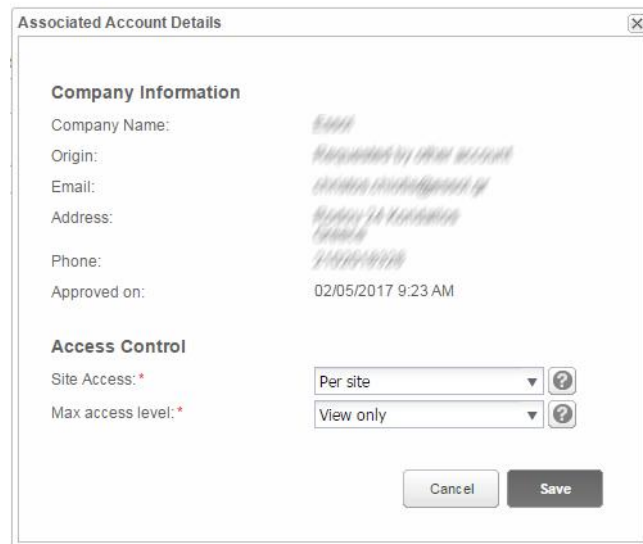 Associated Account Details
Company Information
Company Name:
Origin:
Email:
Address:
Phone:
Approved on: 02/05/2017 9:23 AM
Access Control
Site Access:* Per site ?
Max access level:* View only ?
Cancel Save